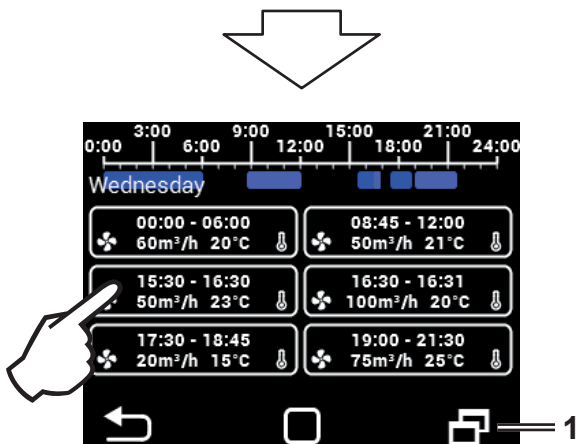 3:00 9:00 15:00 21:00
0:00 6:00 12:00 18:00 24:00
Wednesday
00:00 - 06:00
60m³/h 20°C
08:45 - 12:00
50m³/h 21°C
15:30 - 16:30
50m³/h 23°C
16:30 - 16:31
100m³/h 20°C
17:30 - 18:45
20m³/h 15°C
19:00 - 21:30
75m³/h 25°C
1